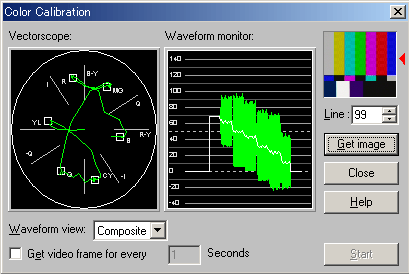 Color Calibration
Vectorscope:
Waveform monitor:
B-Y
R
MG
I
Q
YL
R-Y
B
-Q
G
CY
-I
140
120
100
80
60
40
20
0
-20
-40
Line :
99
Get image
Close
Help
Waveform view:
Composite
Get video frame for every
1
Seconds
Start